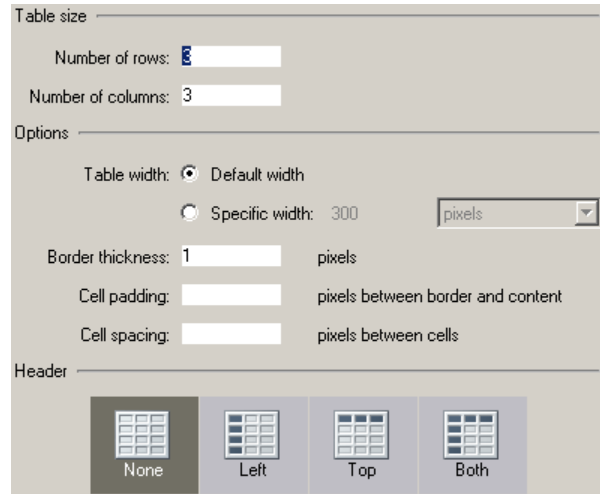 Table size
Number of rows: 3
Number of columns: 3
Options
Table width: Default width
Specific width: 300 pixels
Border thickness: 1 pixels
Cell padding: pixels between border and content
Cell spacing: pixels between cells
Header
None Left Top Both